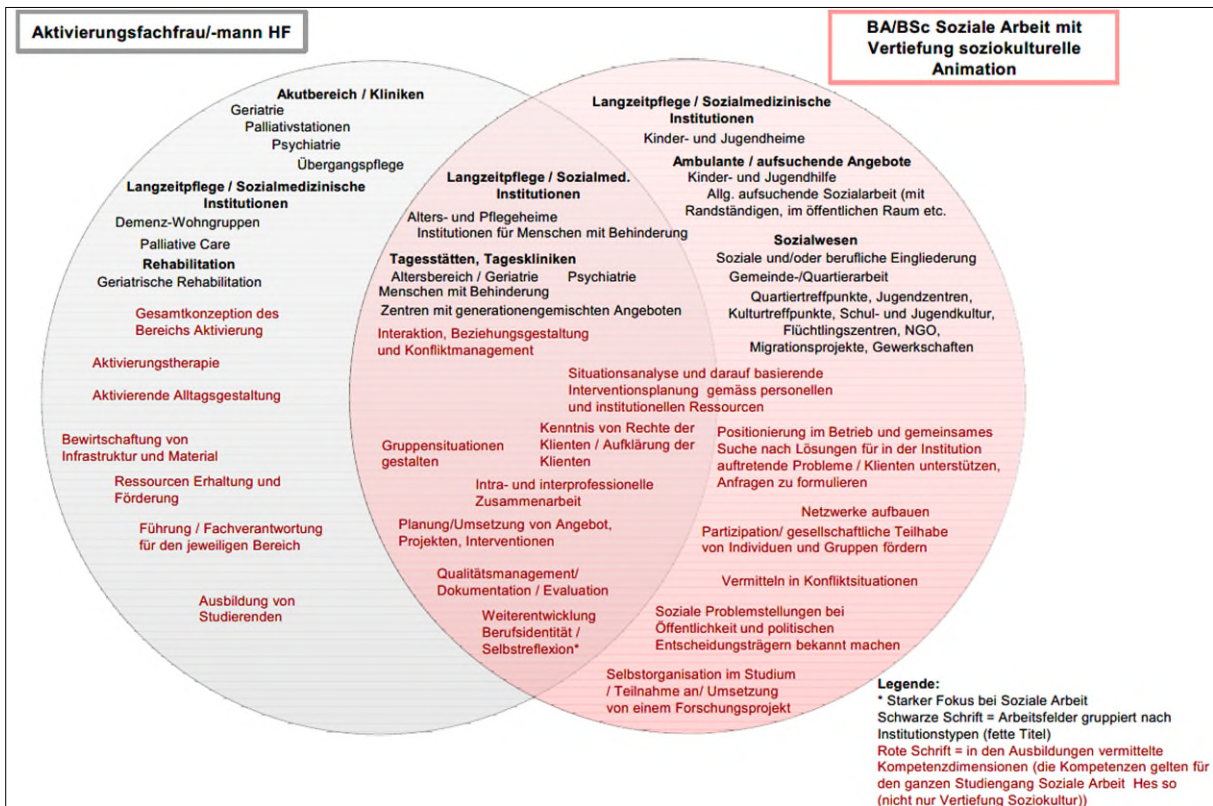 Aktivierungsfachfrau/-mann HF
BA/BSc Soziale Arbeit mit
Vertiefung soziokulturelle
Animation
Akutbereich / Kliniken
Geriatrie
Palliativstationen
Psychiatrie
Übergangspflege
Langzeitpflege / Sozialmedizinische
Institutionen
Demenz-Wohngruppen
Palliative Care
Rehabilitation
Geriatrische Rehabilitation
Gesamtkonzeption des
Bereichs Aktivierung
Aktivierungstherapie
Aktivierende Alltagsgestaltung
Bewirtschaftung von
Infrastruktur und Material
Ressourcen Erhaltung und
Förderung
Führung / Fachverantwortung
für den jeweiligen Bereich
Ausbildung von
Studierenden
Langzeitpflege / Sozialmed.
Institutionen
Alters- und Pflegeheime
Institutionen für Menschen mit Behinderung
Tagesstätten, Tageskliniken
Altersbereich / Geriatrie Psychiatrie
Menschen mit Behinderung
Zentren mit generationengemischten Angeboten
Interaktion, Beziehungsgestaltung
und Konfliktmanagement
Situationsanalyse und darauf basierende
Interventionsplanung gemäss personellen
und institutionellen Ressourcen
Gruppensituationen
gestalten
Kenntnis von Rechte der
Klienten / Aufklärung der
Klienten
Intra- und interprofessionelle
Zusammenarbeit
Planung/Umsetzung von Angebot,
Projekten, Interventionen
Qualitätsmanagement/
Dokumentation / Evaluation
Weiterentwicklung
Berufsidentität /
Selbstreflexion*
Langzeitpflege / Sozialmedizinische
Institutionen
Kinder- und Jugendheime
Ambulante / aufsuchende Angebote
Kinder- und Jugendhilfe
Allg. aufsuchende Sozialarbeit (mit
Randständigen, im öffentlichen Raum etc.
Sozialwesen
Soziale und/oder berufliche Eingliederung
Gemeinde-/Quartierarbeit
Quartiertreffpunkte, Jugendzentren,
Kulturtreffpunkte, Schul- und Jugendkultur,
Flüchtlingszentren, NGO,
Migrationsprojekte, Gewerkschaften
Positionierung im Betrieb und gemeinsames
Suche nach Lösungen für in der Institution
auftretende Probleme / Klienten unterstützen,
Anfragen zu formulieren
Netzwerke aufbauen
Partizipation/ gesellschaftliche Teilhabe
von Individuen und Gruppen fördern
Vermitteln in Konfliktsituationen
Soziale Problemstellungen bei
Öffentlichkeit und politischen
Entscheidungsträgern bekannt machen
Selbstorganisation im Studium
/ Teilnahme an/ Umsetzung
von einem Forschungsprojekt
Legende:
* Starker Fokus bei Soziale Arbeit
Schwarze Schrift = Arbeitsfelder gruppiert nach
Institutionstypen (fette Titel)
Rote Schrift = in den Ausbildungen vermittelte
Kompetenzdimensionen (die Kompetenzen gelten für
den ganzen Studiengang Soziale Arbeit Hes so
(nicht nur Vertiefung Soziokultur))